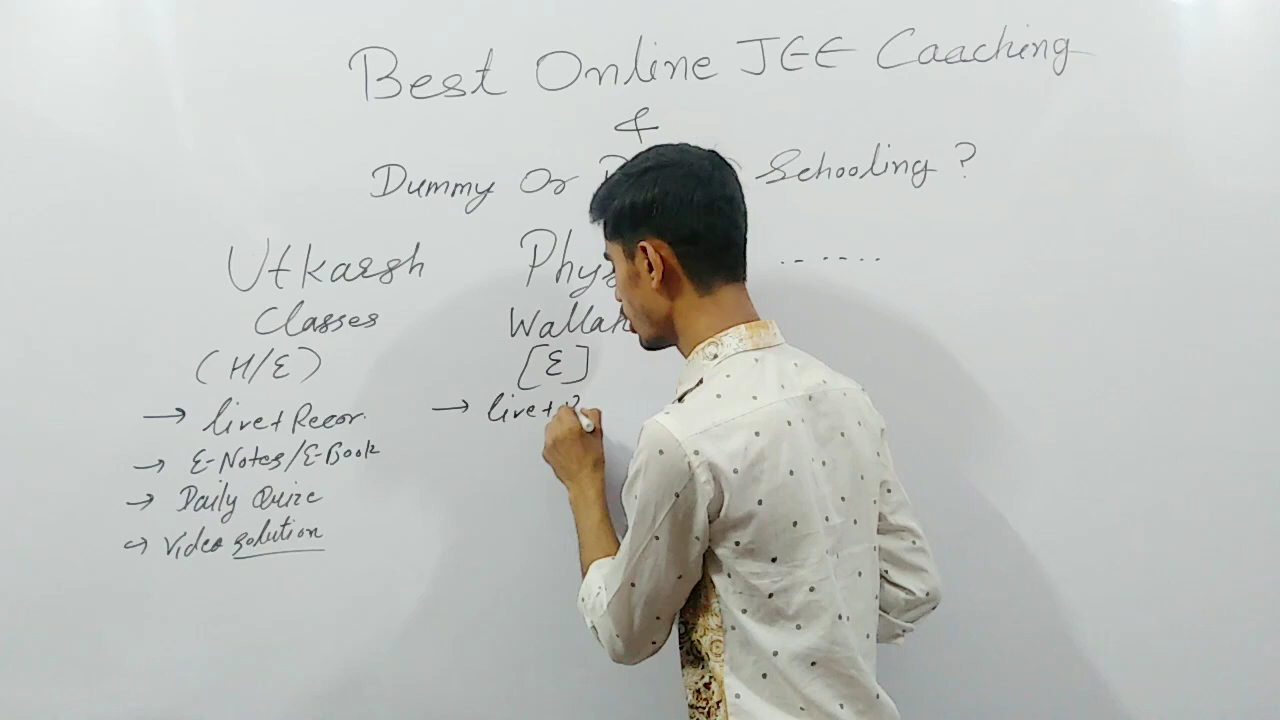 Best Online JEE Caaching
&
Dummy Or Schooling ?
Utkarsh Phys
Classes Wallah
(H/E) [E]
→ live + Recor. → live +
→ E-Notes/E-Book
→ Daily Quize
→ Video solution